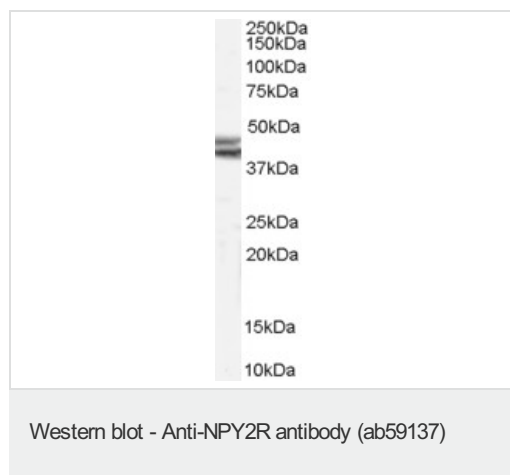 250kDa
150kDa
100kDa
75kDa
50kDa
37kDa
25kDa
20kDa
15kDa
10kDa
Western blot - Anti-NPY2R antibody (ab59137)